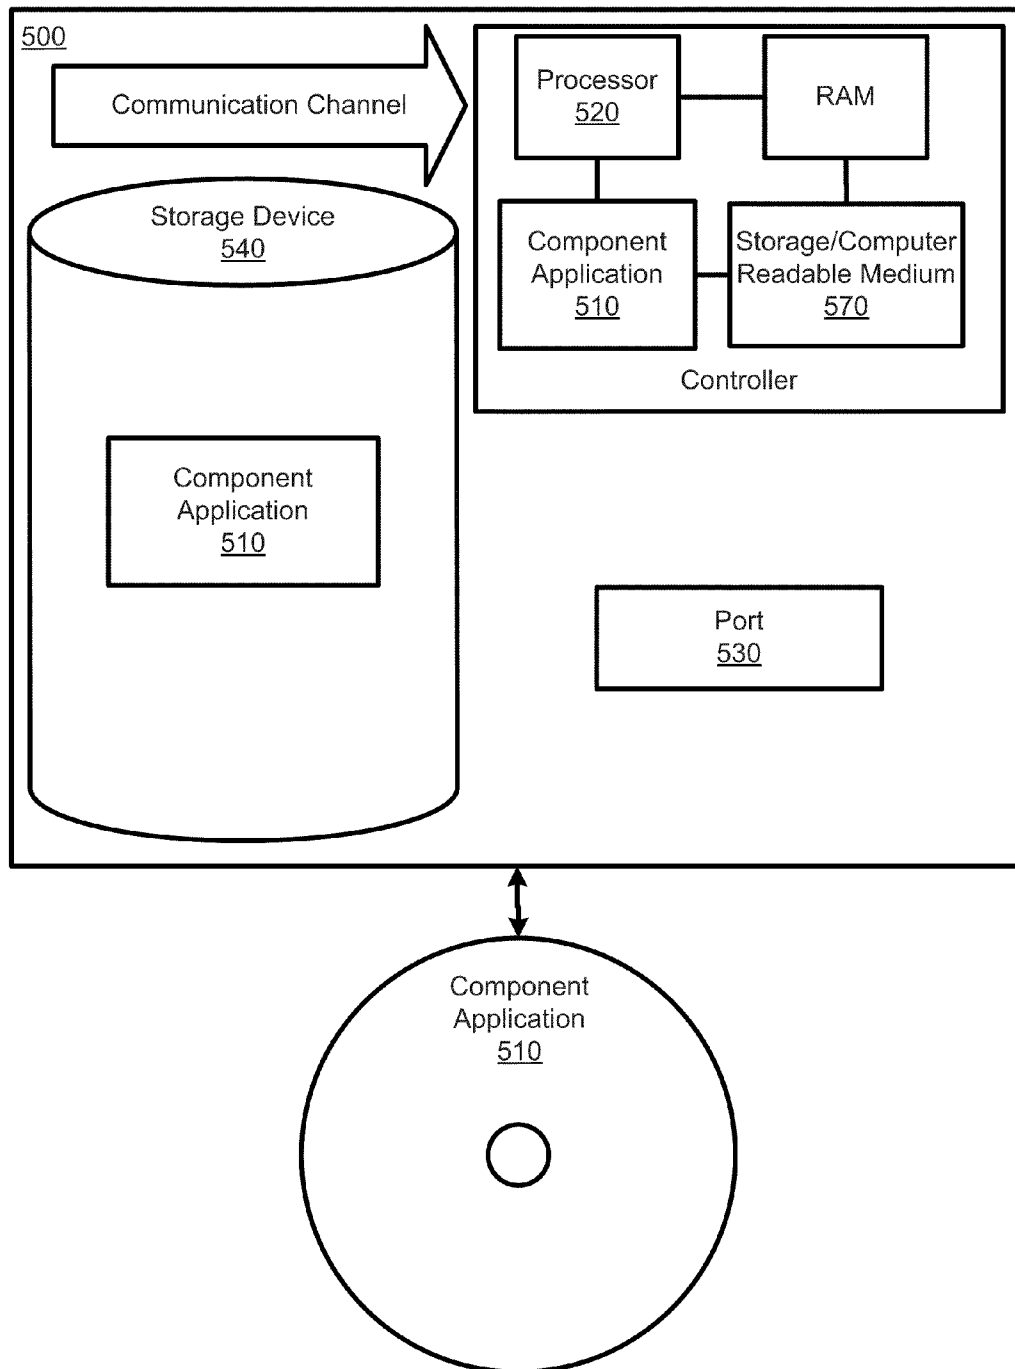 500
Communication Channel
Processor
520
RAM
Storage Device
540
Component
Application
510
Storage/Computer
Readable Medium
570
Controller
Component
Application
510
Port
530
Component
Application
510